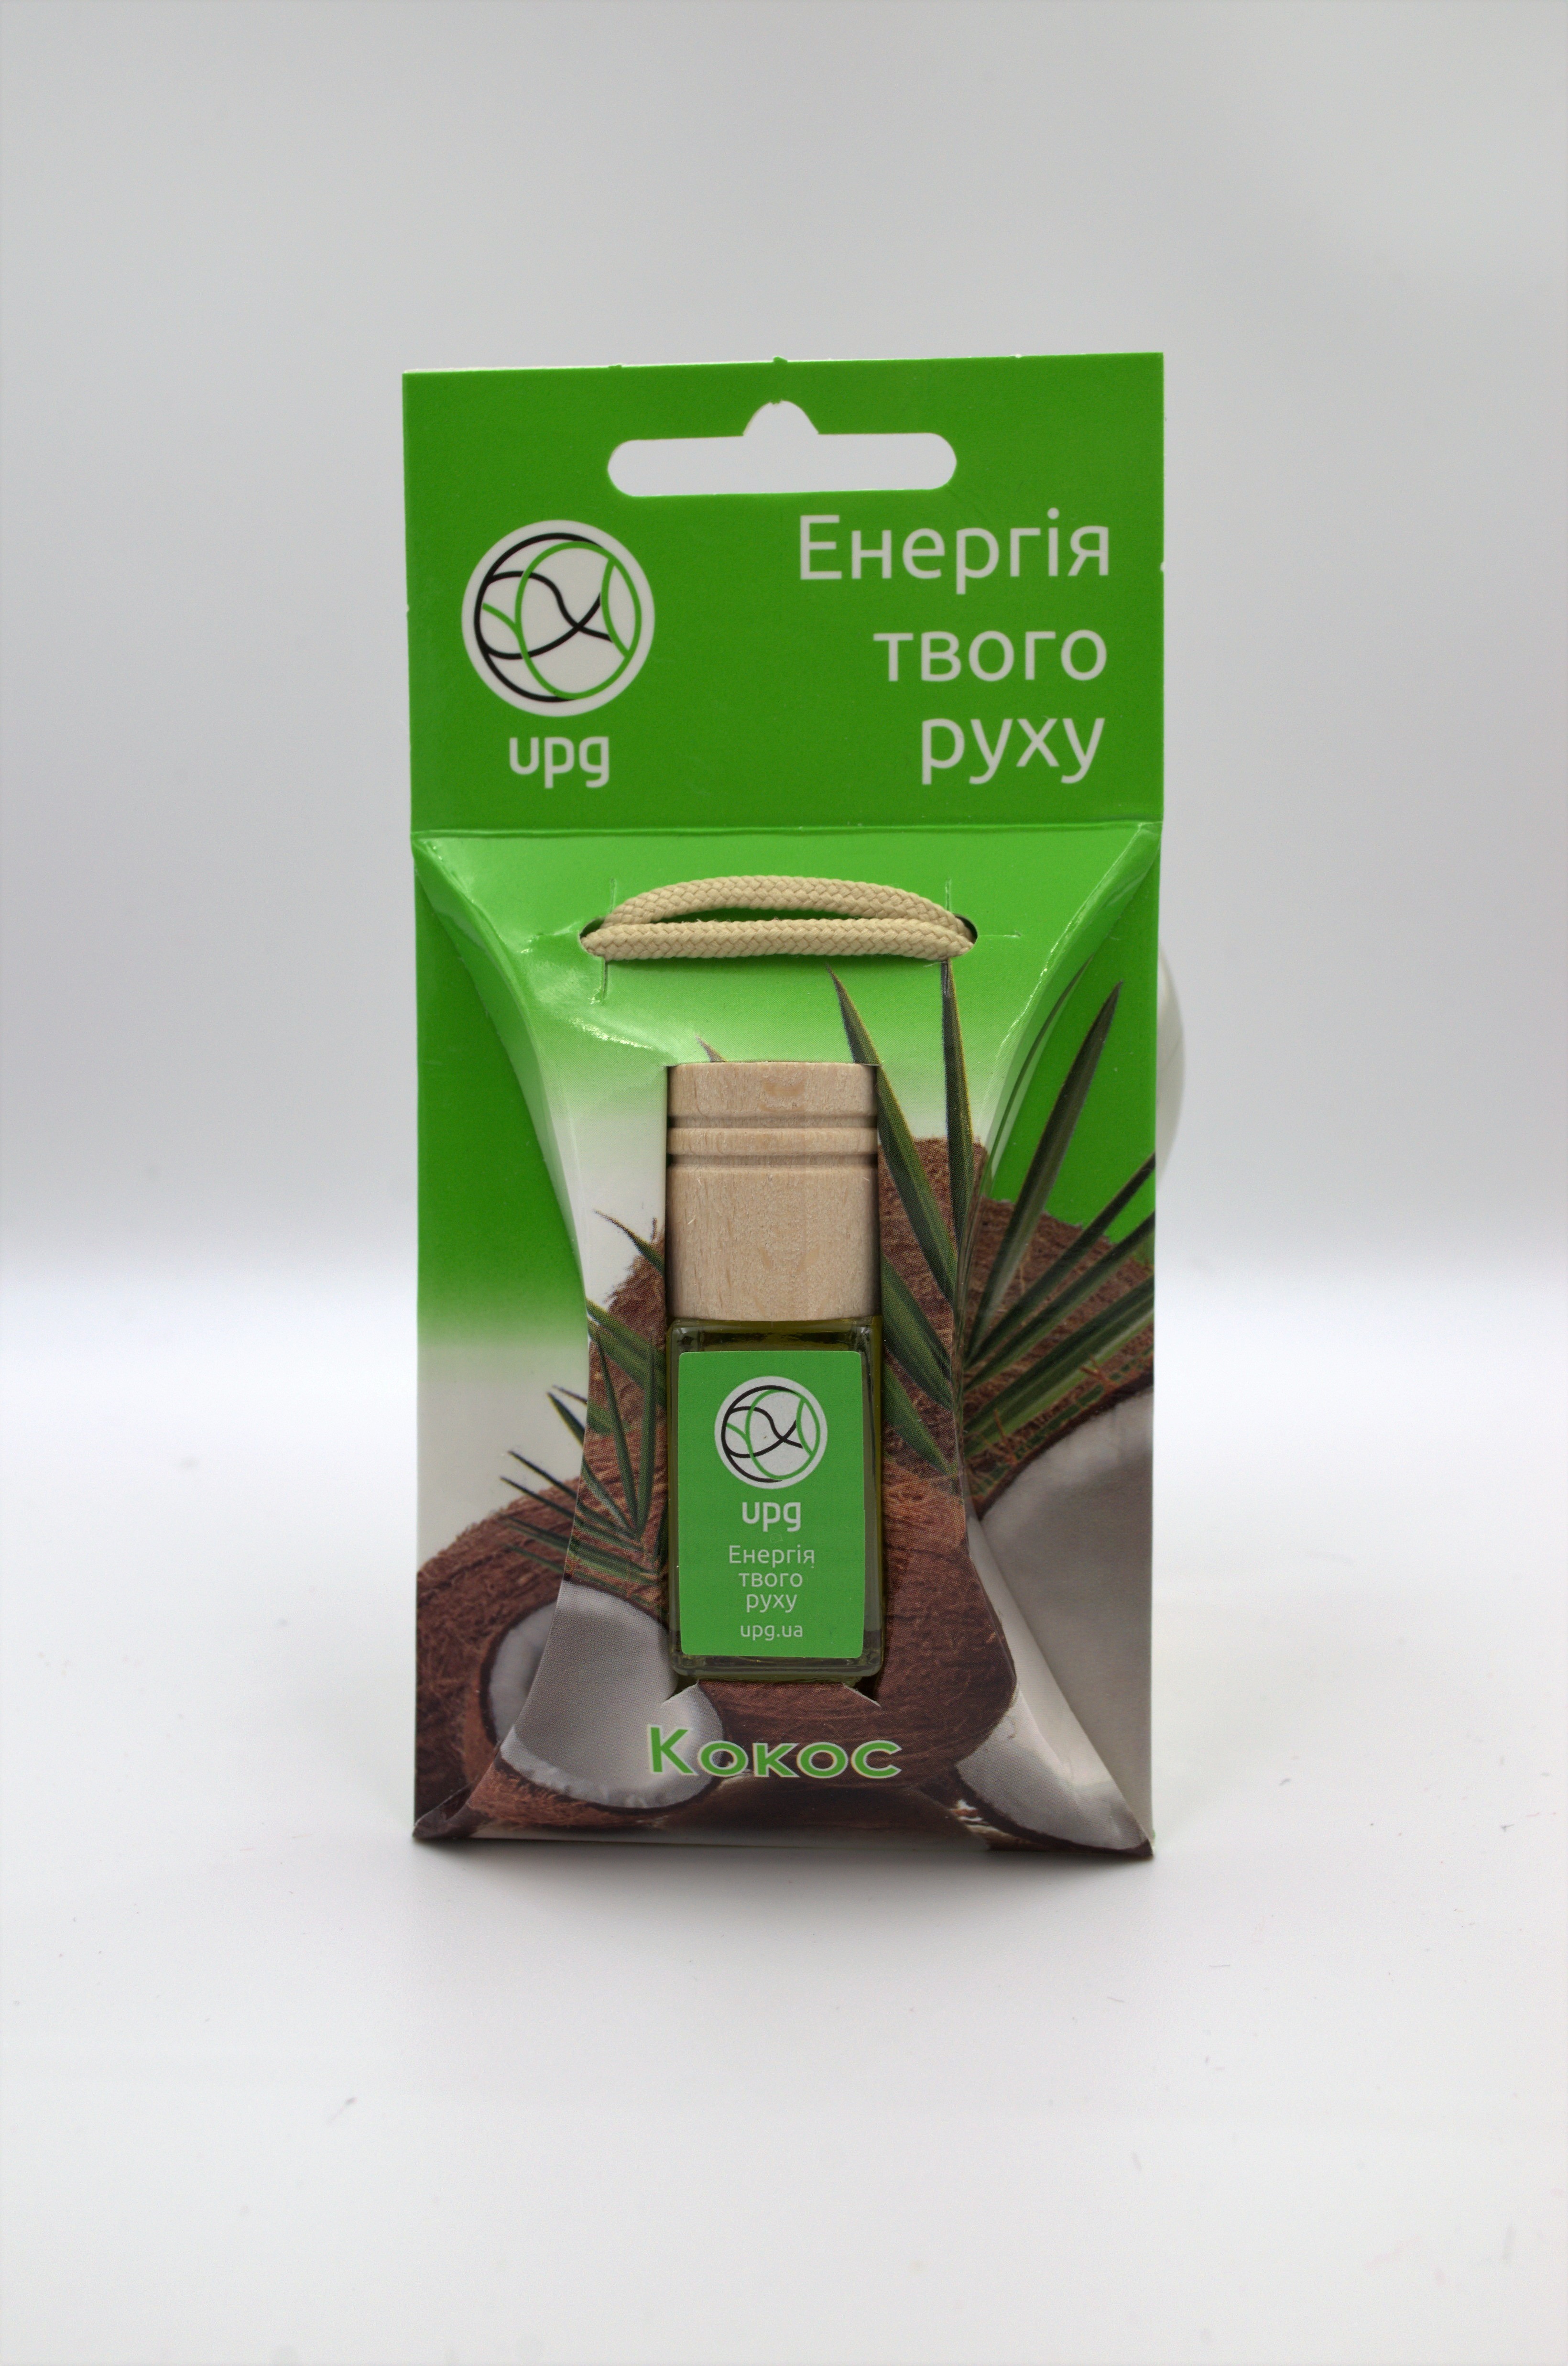 Енергія
твого
руху
upg
upg
Енергія
твого
руху
upg.ua
Кокос